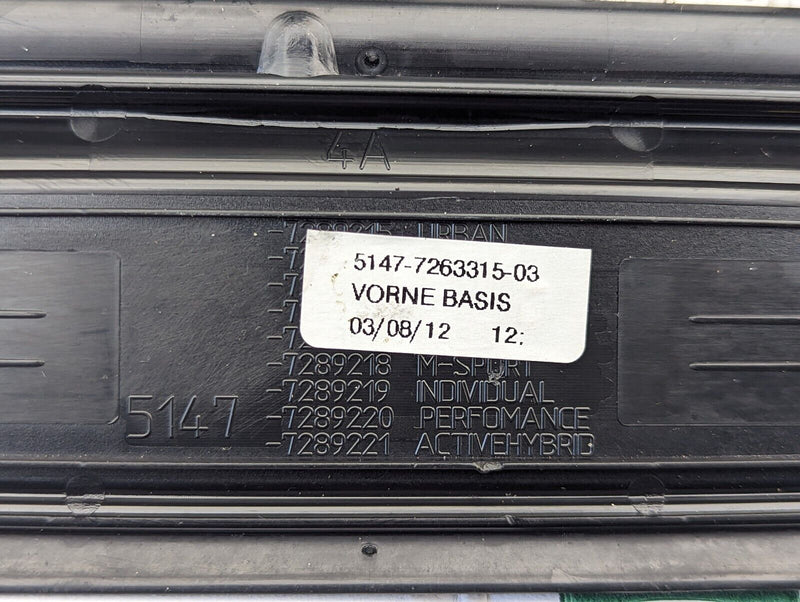 4A
-7289215 URBAN
5147-7263315-03
VORNE BASIS
03/08/12 12:
-7289218 M-SPORT
-7289219 INDIVIDUAL
5147 -7289220 PERFOMANCE
-7289221 ACTIVEHYBRID